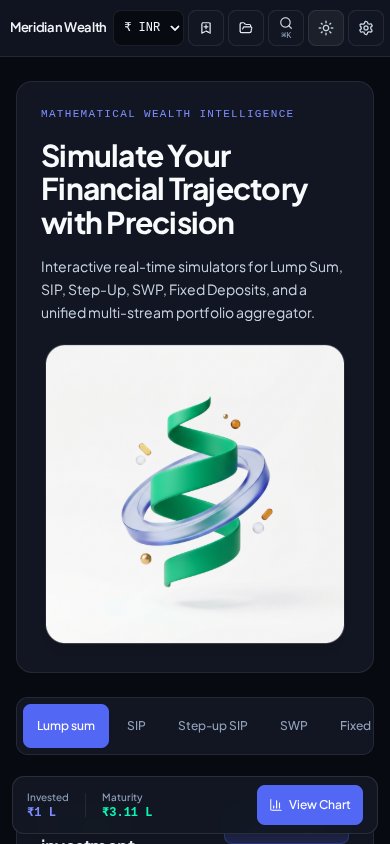 Meridian Wealth
₹ INR
⌘K
MATHEMATICAL WEALTH INTELLIGENCE
Simulate Your
Financial Trajectory
with Precision
Interactive real-time simulators for Lump Sum,
SIP, Step-Up, SWP, Fixed Deposits, and a
unified multi-stream portfolio aggregator.
Lump sum
SIP
Step-up SIP
SWP
Fixed
Invested
₹1 L
Maturity
₹3.11 L
View Chart
investment